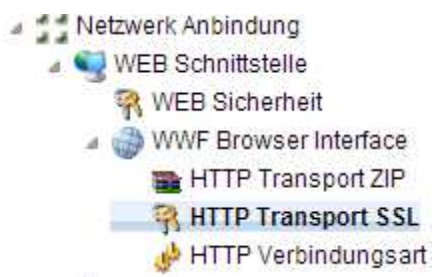 Netzwerk Anbindung
WEB Schnittstelle
WEB Sicherheit
WWF Browser Interface
HTTP Transport ZIP
HTTP Transport SSL
HTTP Verbindungsart